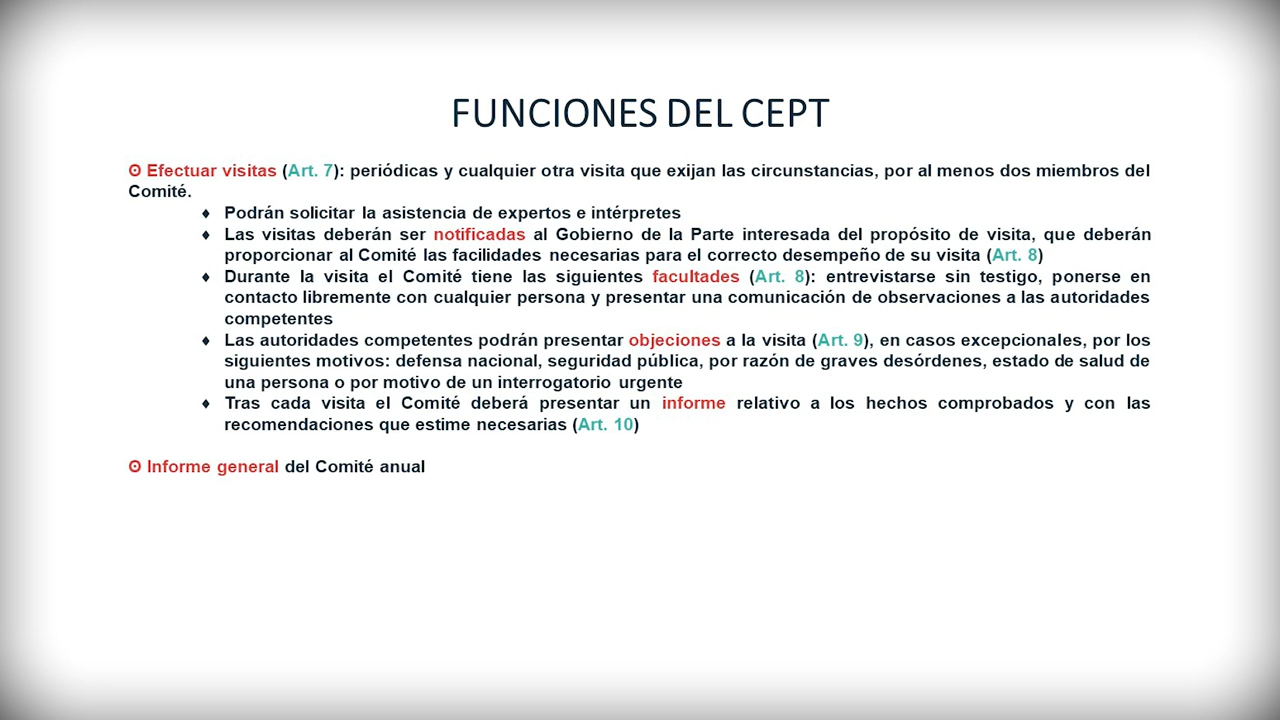 FUNCIONES DEL CEPT
ʘ Efectuar visitas (Art. 7): periódicas y cualquier otra visita que exijan las circunstancias, por al menos dos miembros del
Comité.
♦ Podrán solicitar la asistencia de expertos e intérpretes
♦ Las visitas deberán ser notificadas al Gobierno de la Parte interesada del propósito de visita, que deberán
proporcionar al Comité las facilidades necesarias para el correcto desempeño de su visita (Art. 8)
♦ Durante la visita el Comité tiene las siguientes facultades (Art. 8): entrevistarse sin testigo, ponerse en
contacto libremente con cualquier persona y presentar una comunicación de observaciones a las autoridades
competentes
♦ Las autoridades competentes podrán presentar objeciones a la visita (Art. 9), en casos excepcionales, por los
siguientes motivos: defensa nacional, seguridad pública, por razón de graves desórdenes, estado de salud de
una persona o por motivo de un interrogatorio urgente
♦ Tras cada visita el Comité deberá presentar un informe relativo a los hechos comprobados y con las
recomendaciones que estime necesarias (Art. 10)
ʘ Informe general del Comité anual